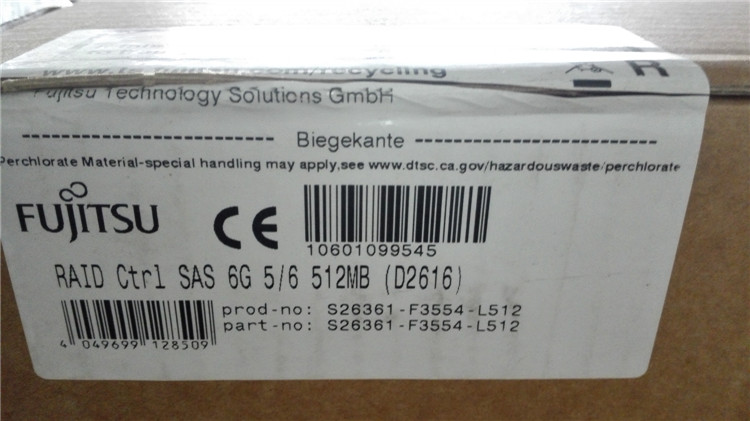 Fujitsu Technology Solutions GmbH
Biegekante
Perchlorate Material-special handling may apply,see www.dtsc.ca.gov/hazardouswaste/perchlorate
FUJITSU CE
10601099545
RAID Ctrl SAS 6G 5/6 512MB (D2616)
prod-no: S26361-F3554-L512
part-no: S26361-F3554-L512
4 049699 128509